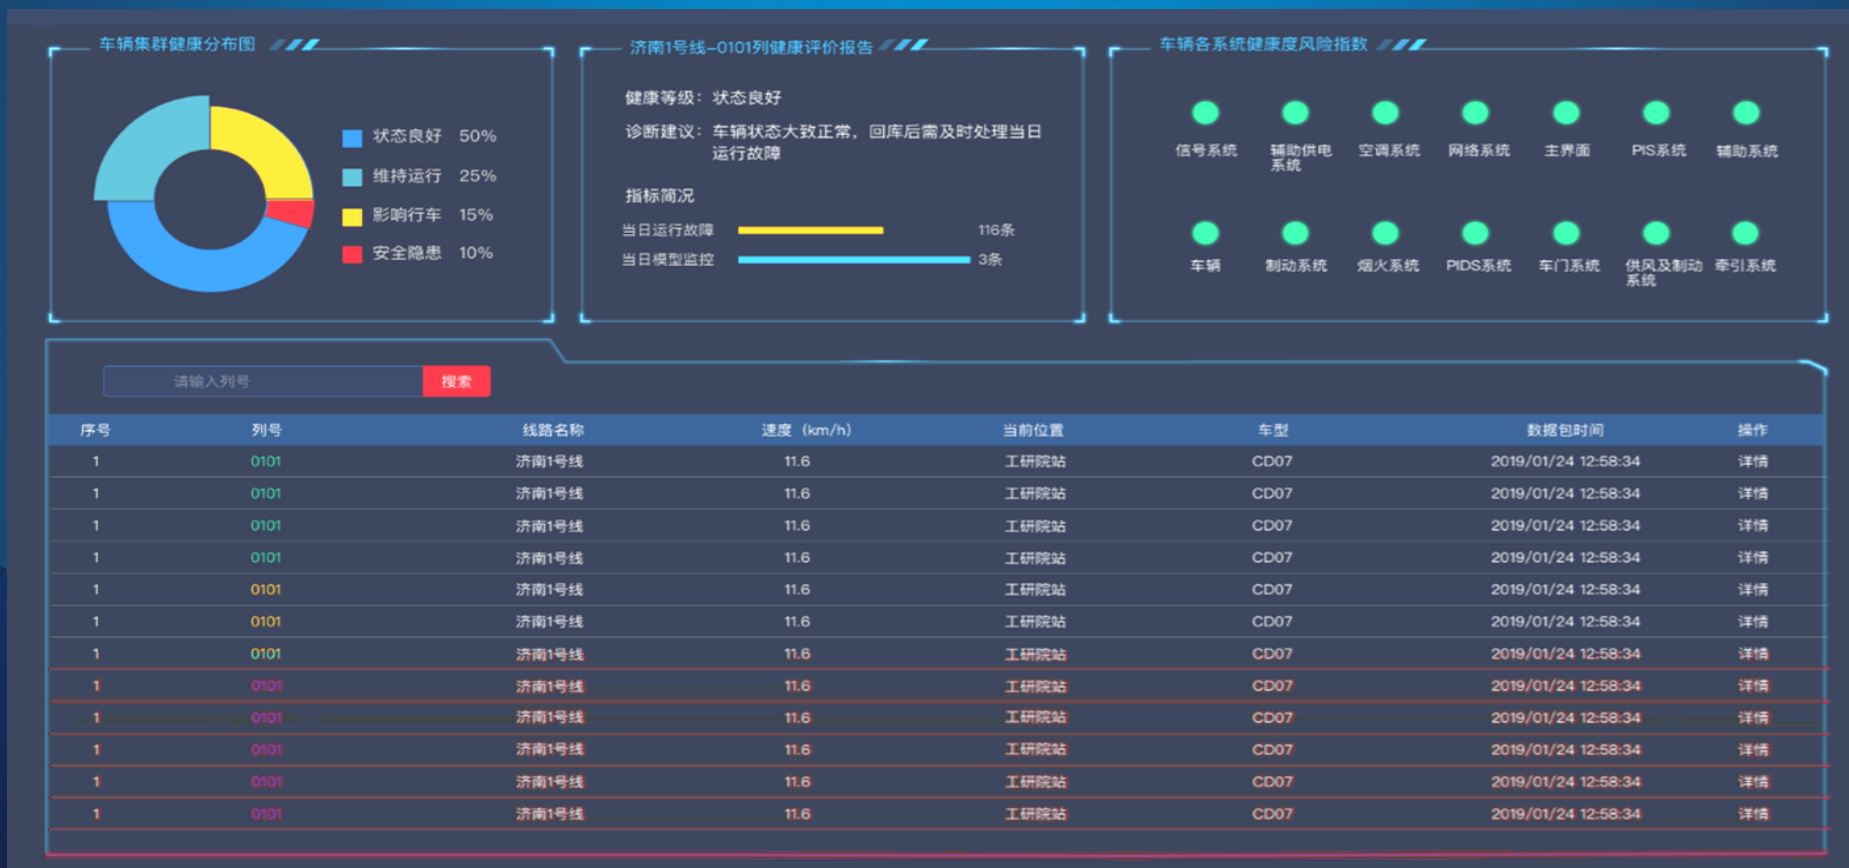 车辆集群健康分布图
状态良好 50%
维持运行 25%
影响行车 15%
安全隐患 10%
济南1号线-0101列健康评价报告
健康等级：状态良好
诊断建议：车辆状态大致正常，回库后需及时处理当日
运行故障
指标简况
当日运行故障 116条
当日模型监控 3条
车辆各系统健康度风险指数
信号系统 辅助供电 空调系统 网络系统 主界面 PIS系统 辅助系统
系统
车辆 制动系统 烟火系统 PIDS系统 车门系统 供风及制动 牵引系统
系统
请输入列号 搜索
序号 列号 线路名称 速度（km/h） 当前位置 车型 数据包时间 操作
1 0101 济南1号线 11.6 工研院站 CD07 2019/01/24 12:58:34 详情
1 0101 济南1号线 11.6 工研院站 CD07 2019/01/24 12:58:34 详情
1 0101 济南1号线 11.6 工研院站 CD07 2019/01/24 12:58:34 详情
1 0101 济南1号线 11.6 工研院站 CD07 2019/01/24 12:58:34 详情
1 0101 济南1号线 11.6 工研院站 CD07 2019/01/24 12:58:34 详情
1 0101 济南1号线 11.6 工研院站 CD07 2019/01/24 12:58:34 详情
1 0101 济南1号线 11.6 工研院站 CD07 2019/01/24 12:58:34 详情
1 0101 济南1号线 11.6 工研院站 CD07 2019/01/24 12:58:34 详情
1 0101 济南1号线 11.6 工研院站 CD07 2019/01/24 12:58:34 详情
1 0101 济南1号线 11.6 工研院站 CD07 2019/01/24 12:58:34 详情
1 0101 济南1号线 11.6 工研院站 CD07 2019/01/24 12:58:34 详情
1 0101 济南1号线 11.6 工研院站 CD07 2019/01/24 12:58:34 详情